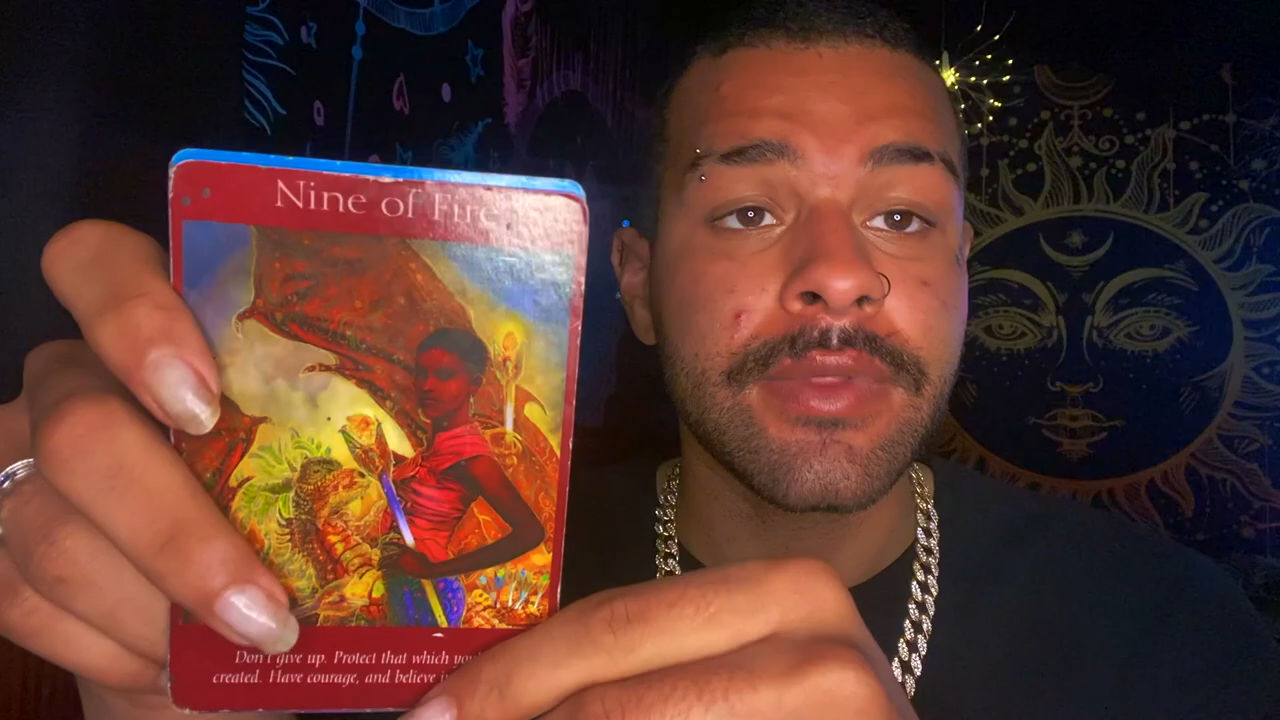 Nine of Fire
Don't give up. Protect that which
created. Have courage, and believe